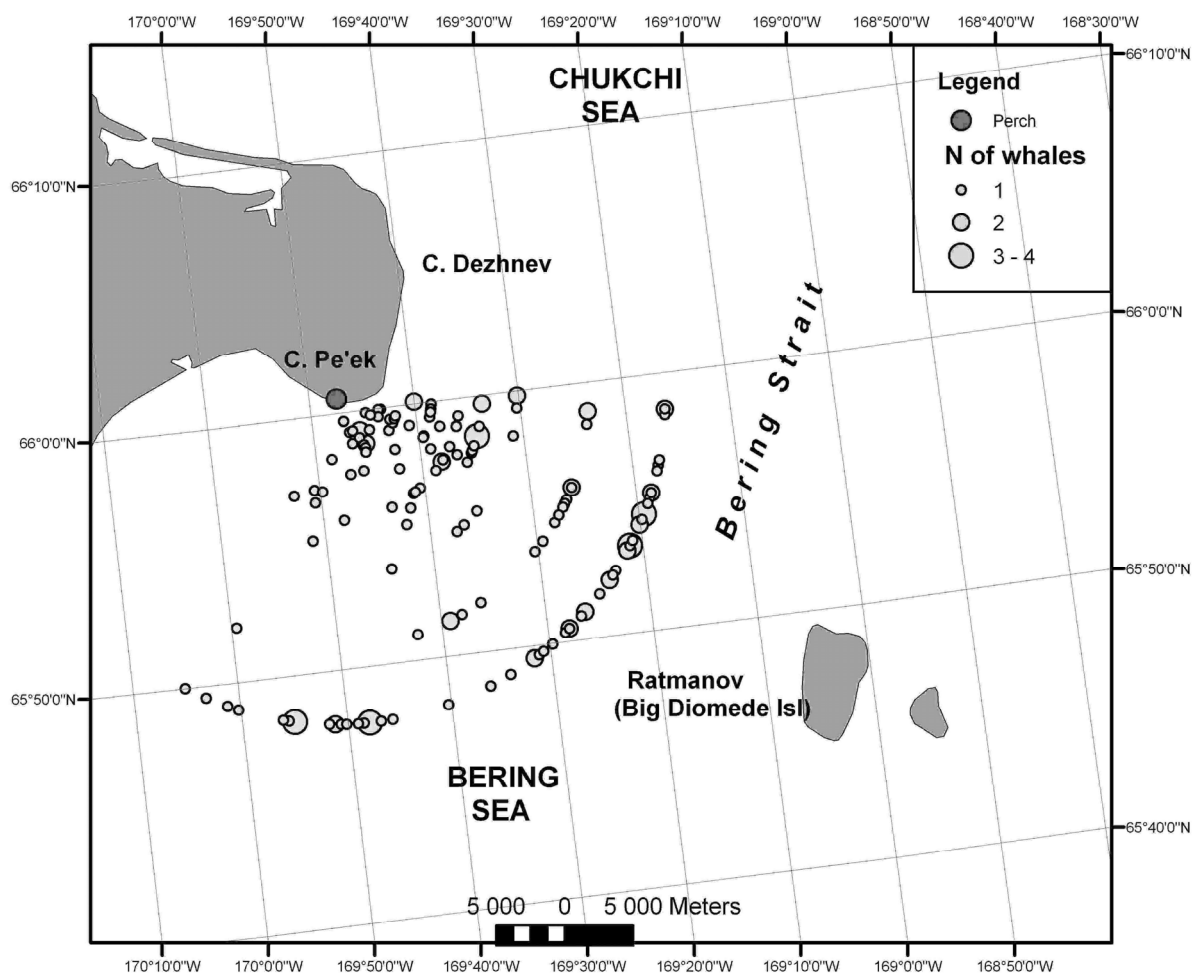 170°0'0"W 169°50'0"W 169°40'0"W 169°30'0"W 169°20'0"W 169°10'0"W 169°0'0"W 168°50'0"W 168°40'0"W 168°30'0"W
66°10'0"N
CHUKCHI
SEA
Legend
Perch
N of whales
1
2
3 - 4
66°10'0"N
C. Dezhnev
Bering Strait
66°0'0"N
C. Pe'ek
66°0'0"N
65°50'0"N
Ratmanov
(Big Diomede Isl)
65°50'0"N
BERING
SEA
65°40'0"N
5 000 0 5 000 Meters
170°10'0"W 170°0'0"W 169°50'0"W 169°40'0"W 169°30'0"W 169°20'0"W 169°10'0"W 169°0'0"W 168°50'0"W